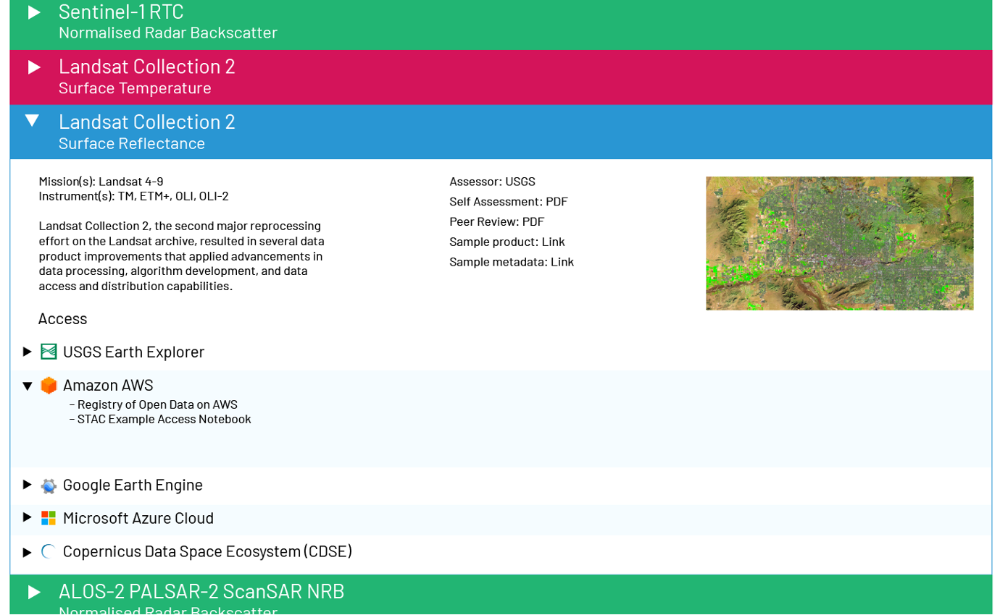 Sentinel-1 RTC
Normalised Radar Backscatter
Landsat Collection 2
Surface Temperature
Landsat Collection 2
Surface Reflectance
Mission(s): Landsat 4-9
Instrument(s): TM, ETM+, OLI, OLI-2
Landsat Collection 2, the second major reprocessing
effort on the Landsat archive, resulted in several data
product improvements that applied advancements in
data processing, algorithm development, and data
access and distribution capabilities.
Assessor: USGS
Self Assessment: PDF
Peer Review: PDF
Sample product: Link
Sample metadata: Link
Access
USGS Earth Explorer
Amazon AWS
– Registry of Open Data on AWS
– STAC Example Access Notebook
Google Earth Engine
Microsoft Azure Cloud
Copernicus Data Space Ecosystem (CDSE)
ALOS-2 PALSAR-2 ScanSAR NRB
Normalised Radar Backscatter